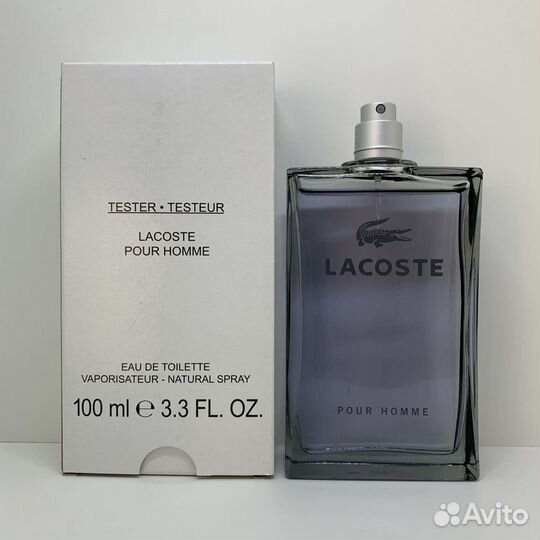 TESTER • TESTEUR
LACOSTE
POUR HOMME
EAU DE TOILETTE
VAPORISATEUR - NATURAL SPRAY
100 ml ℮ 3.3 FL. OZ.
LACOSTE
POUR HOMME
Avito